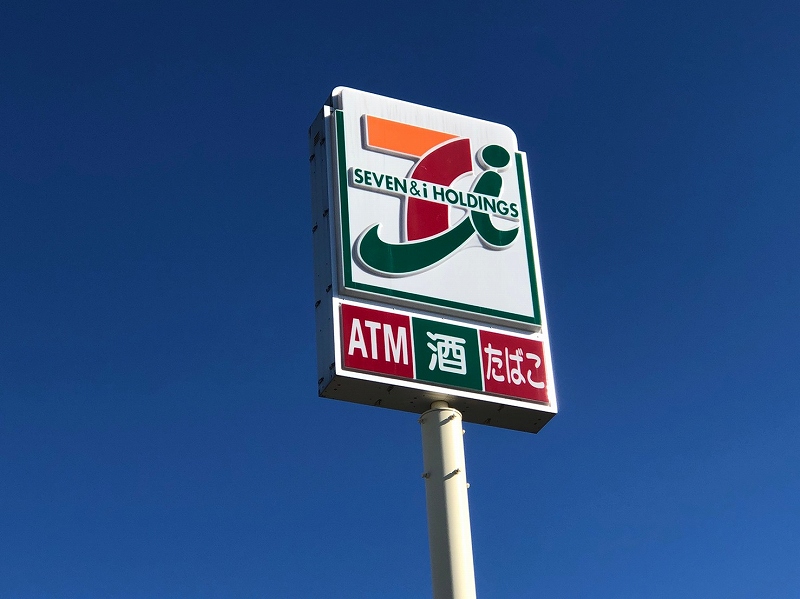 SEVEN&i HOLDINGS
ATM 酒 たばこ